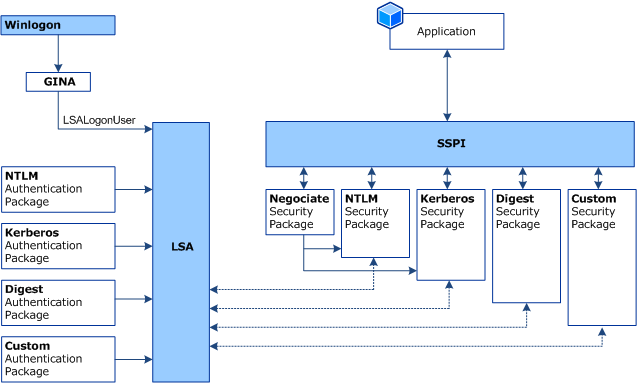 Winlogon
Application
GINA
LSALogonUser
SSPI
NTLM
Authentication
Package
Kerberos
Authentication
Package
Digest
Authentication
Package
Custom
Authentication
Package
LSA
Negociate
Security
Package
NTLM
Security
Package
Kerberos
Security
Package
Digest
Security
Package
Custom
Security
Package